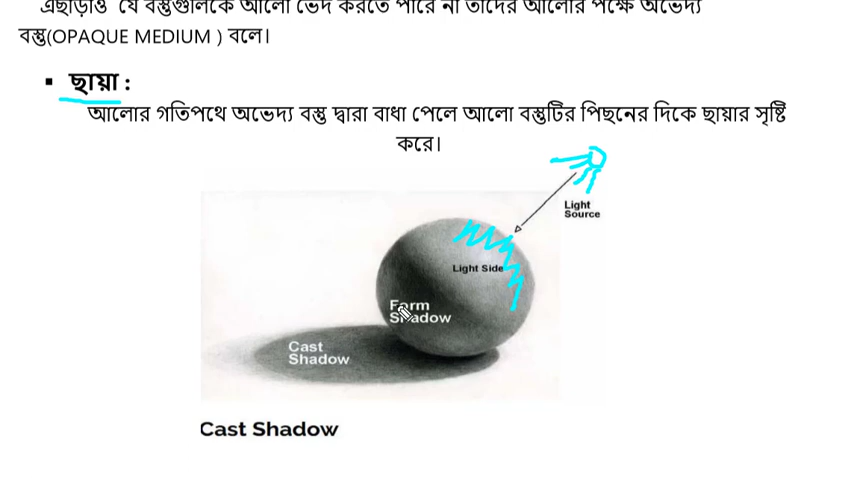 এছাড়াও যে বস্তুগুলিকে আলো ভেদ করতে পারে না তাদের আলোর পক্ষে অভেদ্য
বস্তু(OPAQUE MEDIUM ) বলে।
▪ ছায়া :
আলোর গতিপথে অভেদ্য বস্তু দ্বারা বাধা পেলে আলো বস্তুটির পিছনের দিকে ছায়ার সৃষ্টি
করে।
Light
Source
Light Side
Form
Shadow
Cast
Shadow
Cast Shadow